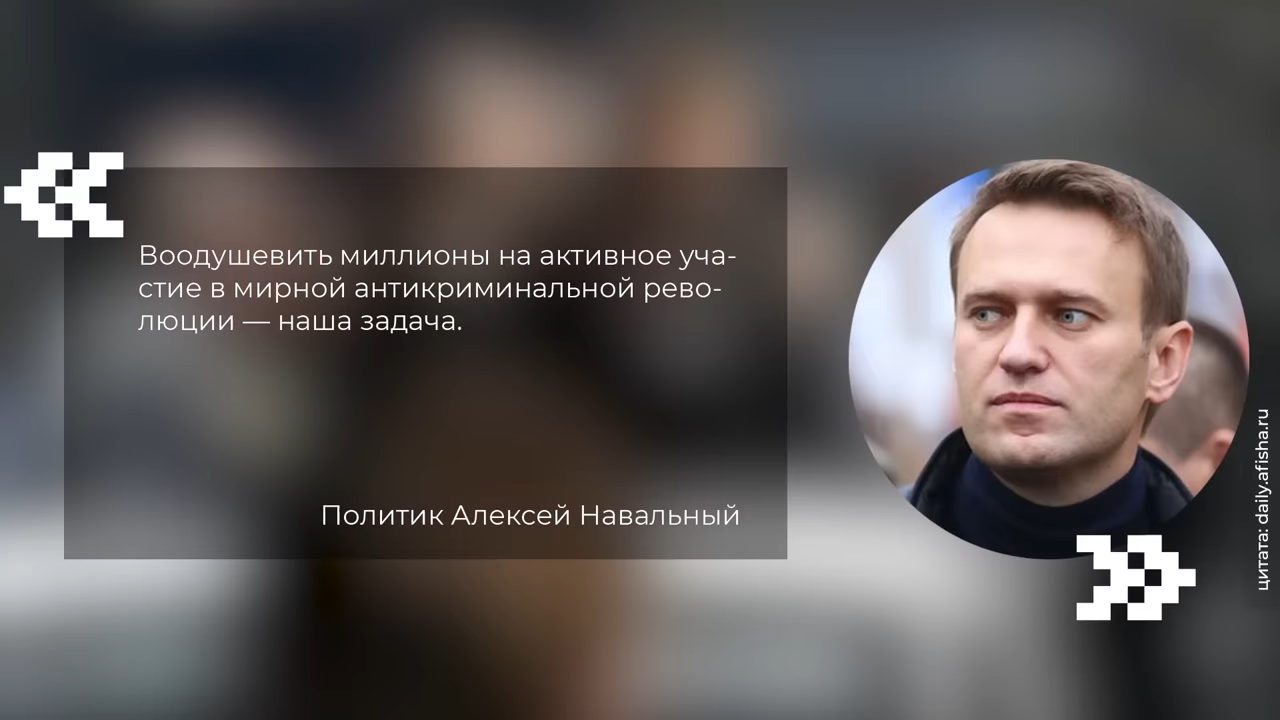 Воодушевить миллионы на активное уча-
стие в мирной антикриминальной рево-
люции — наша задача.
Политик Алексей Навальный
цитата: daily.afisha.ru